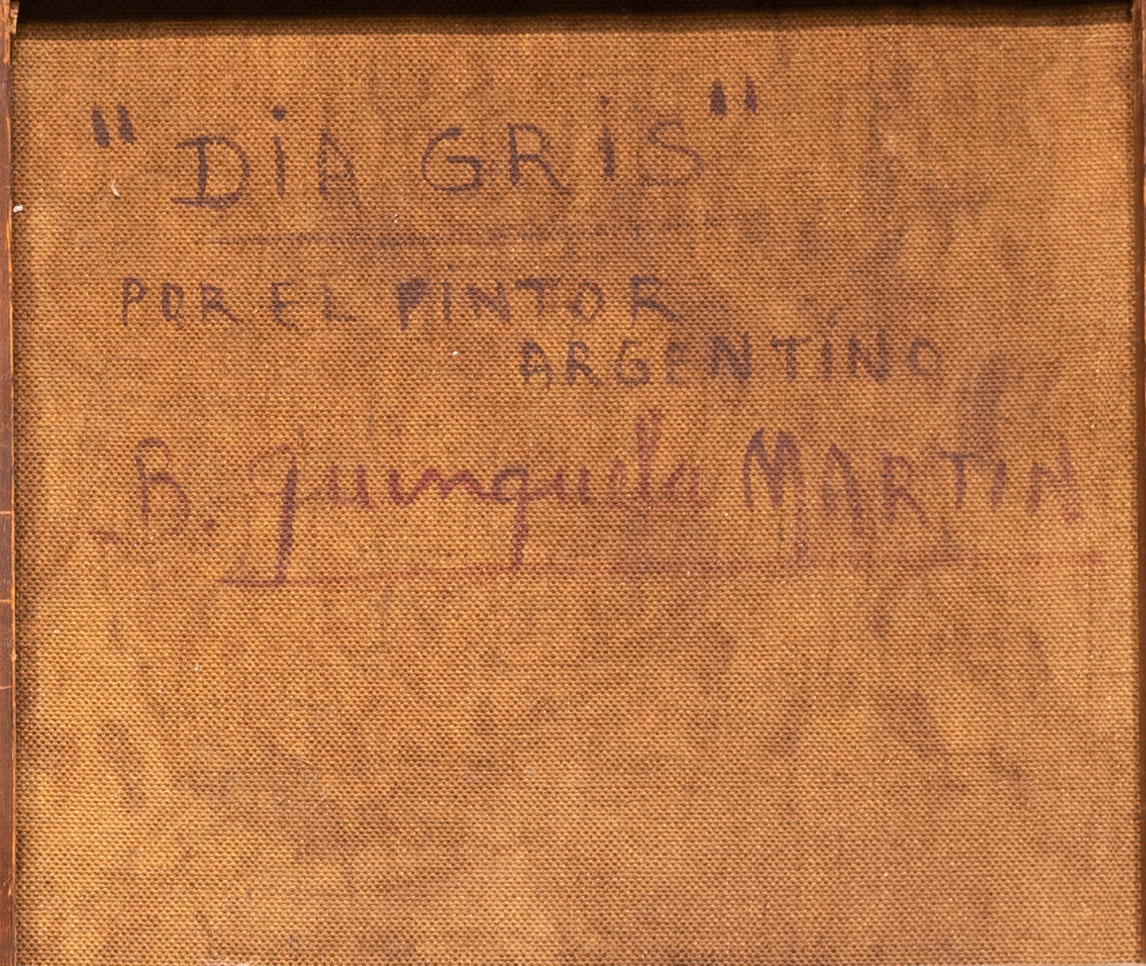 "DiA GRiS"
POR EL PINTOR
ARGENTINO
B. quinquela MARTIN